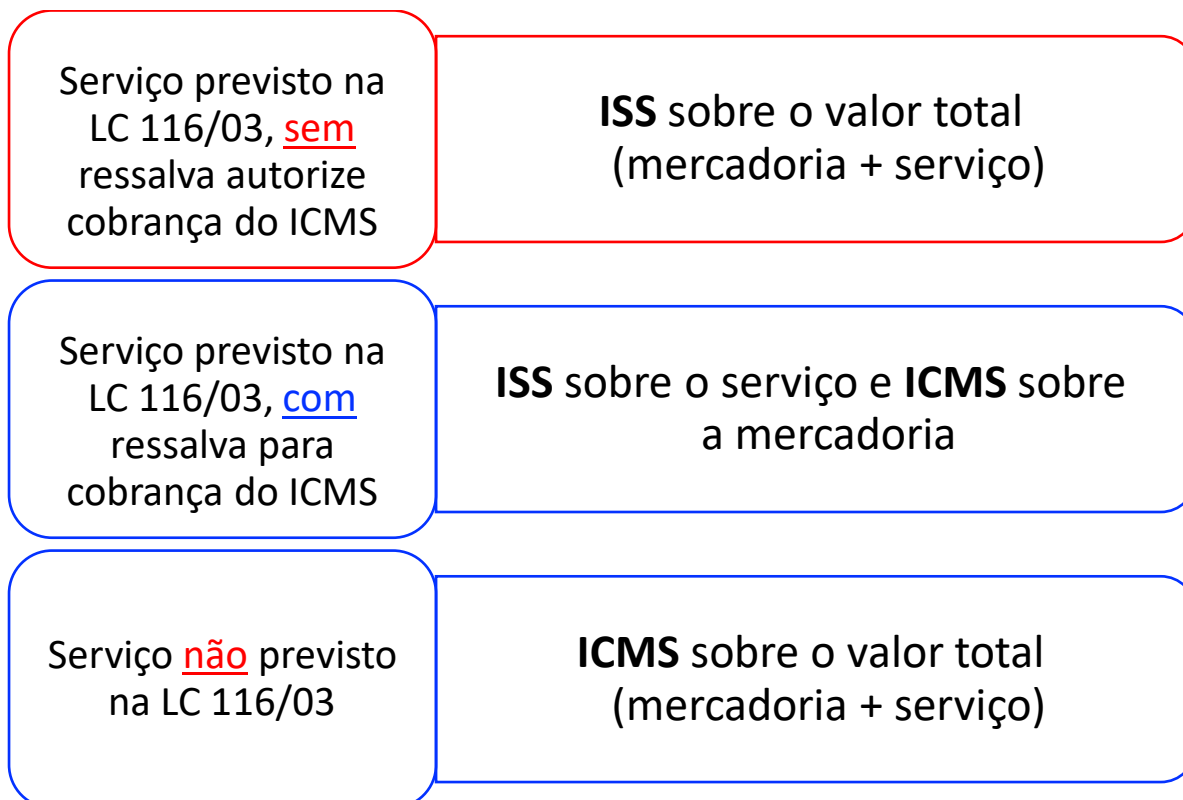 Serviço previsto na
LC 116/03, sem
ressalva autorize
cobrança do ICMS
ISS sobre o valor total
(mercadoria + serviço)
Serviço previsto na
LC 116/03, com
ressalva para
cobrança do ICMS
ISS sobre o serviço e ICMS sobre
a mercadoria
Serviço não previsto
na LC 116/03
ICMS sobre o valor total
(mercadoria + serviço)